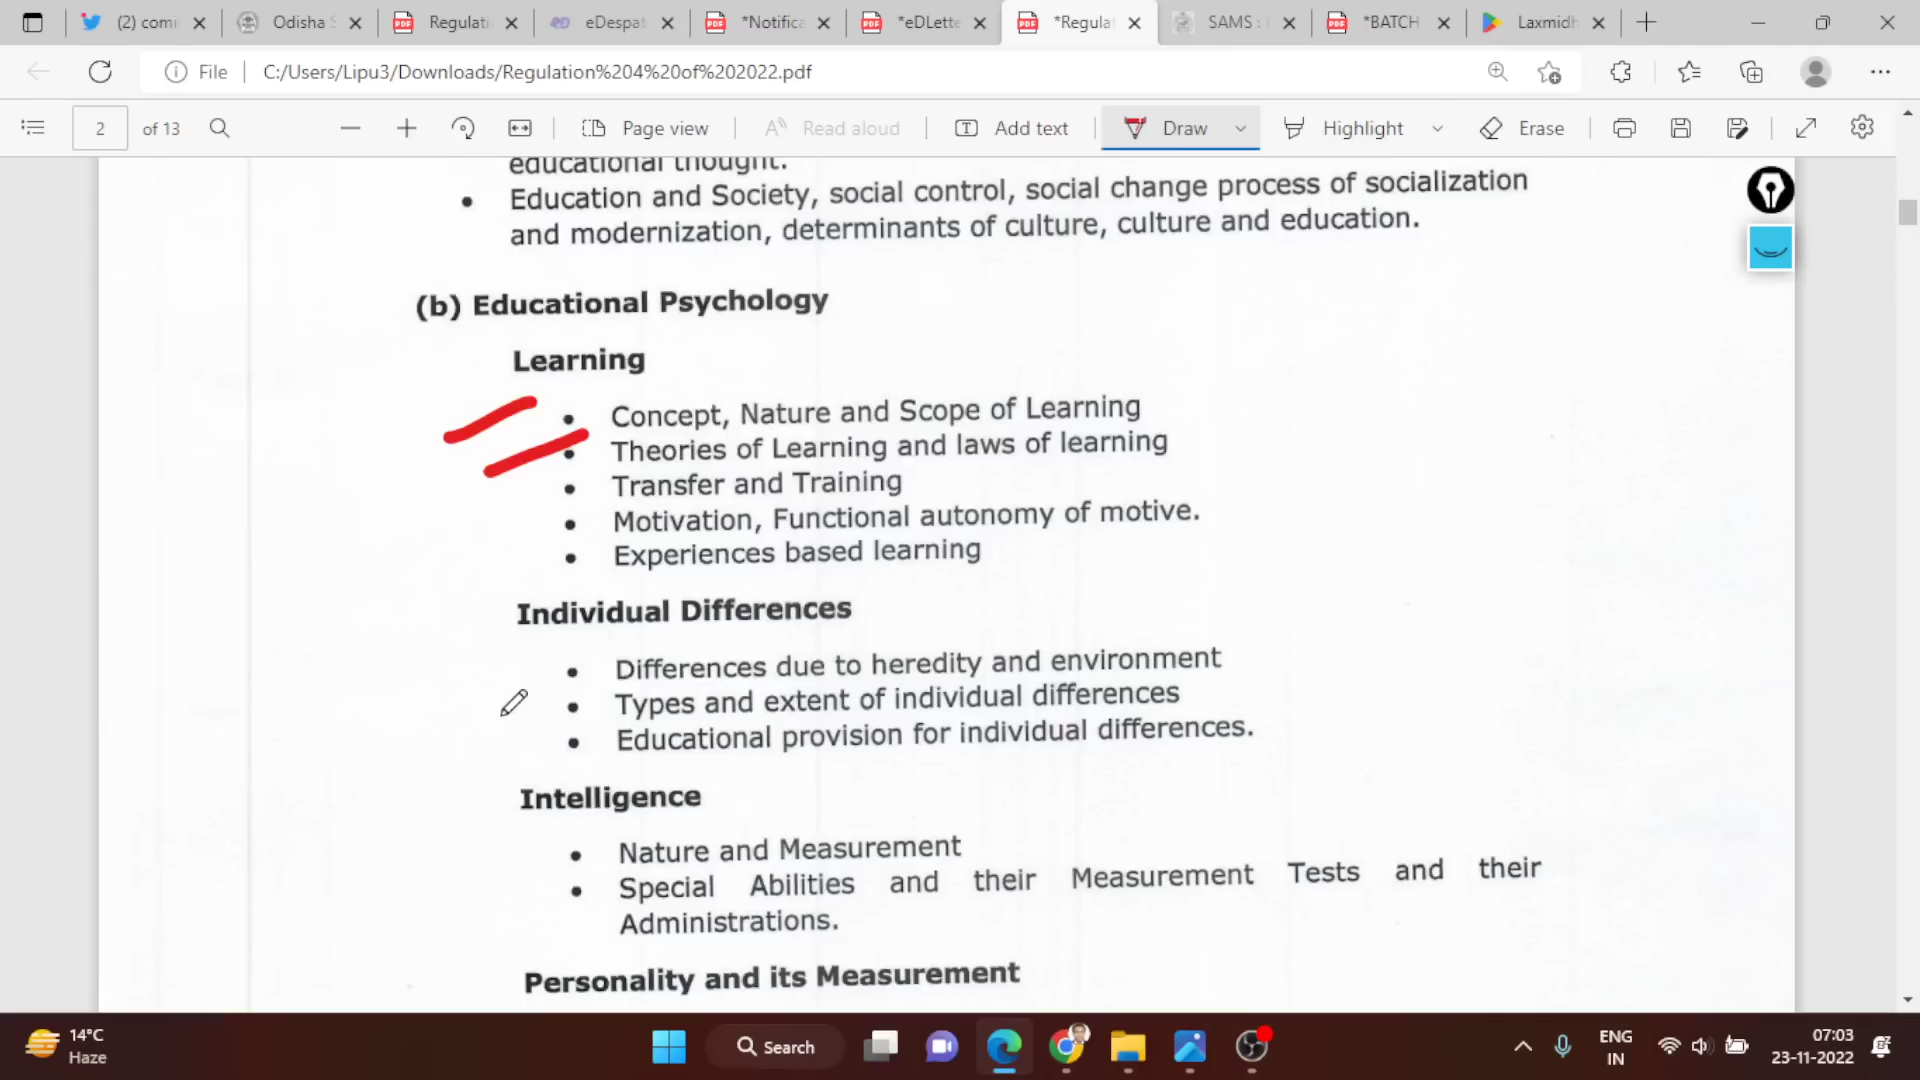 (2) comi
Odisha S
Regulati
eDespat
*Notifica
*eDLette
*Regulat
SAMS :
*BATCH
Laxmidh
File
C:/Users/Lipu3/Downloads/Regulation%204%20of%202022.pdf
2 of 13
Page view
Read aloud
Add text
Draw
Highlight
Erase
educational thought.
• Education and Society, social control, social change process of socialization
and modernization, determinants of culture, culture and education.
(b) Educational Psychology
Learning
• Concept, Nature and Scope of Learning
• Theories of Learning and laws of learning
• Transfer and Training
• Motivation, Functional autonomy of motive.
• Experiences based learning
Individual Differences
• Differences due to heredity and environment
• Types and extent of individual differences
• Educational provision for individual differences.
Intelligence
• Nature and Measurement
• Special Abilities and their Measurement Tests and their
Administrations.
Personality and its Measurement
14°C
Haze
Search
ENG
IN
07:03
23-11-2022